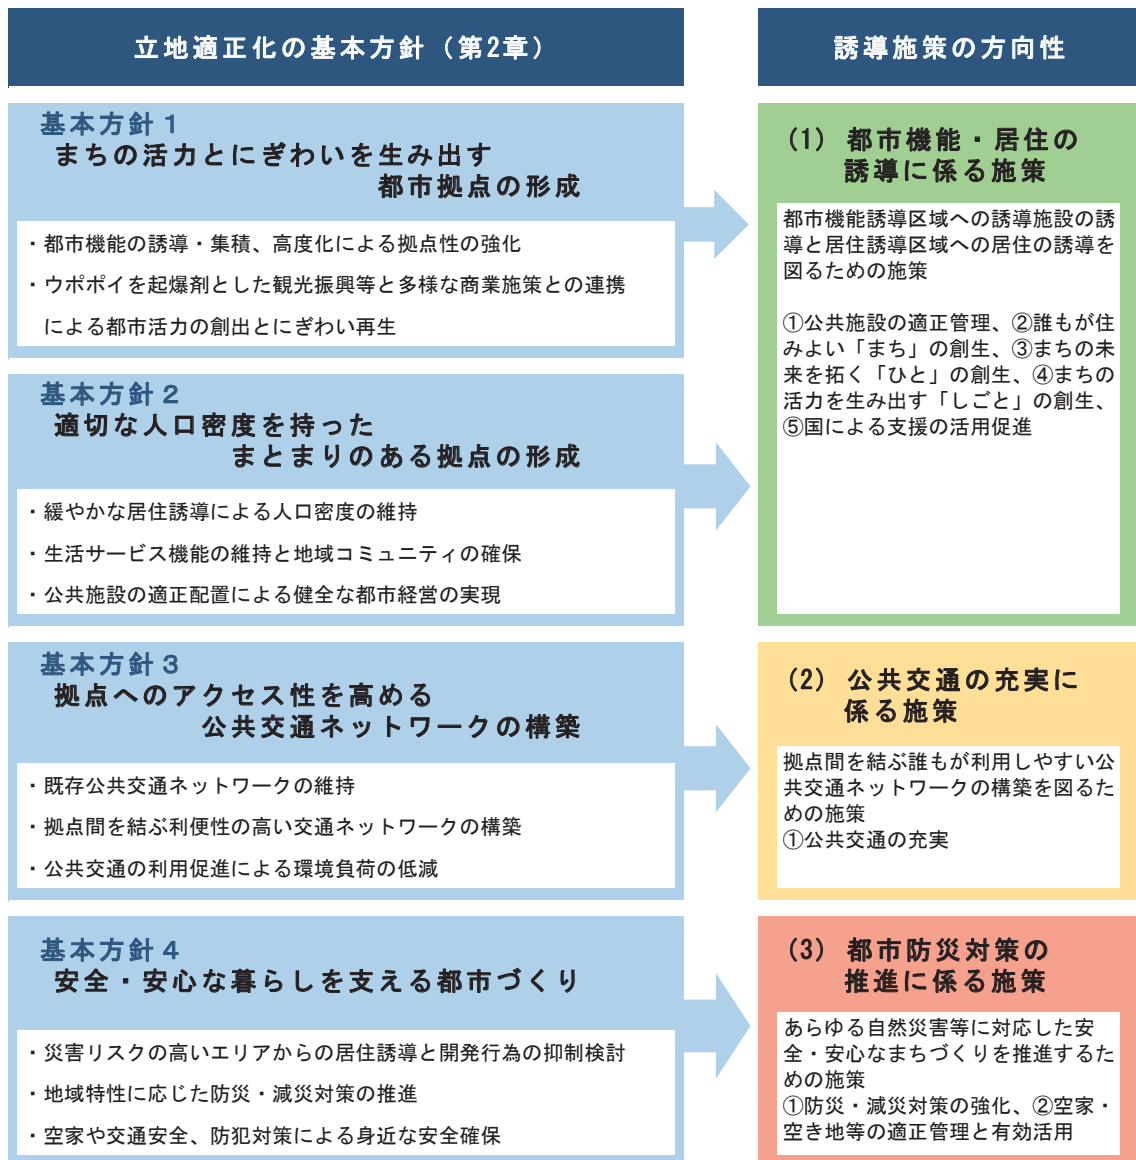 立地適正化の基本方針（第2章）
誘導施策の方向性
基本方針１
まちの活力とにぎわいを生み出す
都市拠点の形成
・都市機能の誘導・集積、高度化による拠点性の強化
・ウポポイを起爆剤とした観光振興等と多様な商業施策との連携
による都市活力の創出とにぎわい再生
基本方針２
適切な人口密度を持った
まとまりのある拠点の形成
・緩やかな居住誘導による人口密度の維持
・生活サービス機能の維持と地域コミュニティの確保
・公共施設の適正配置による健全な都市経営の実現
(1) 都市機能・居住の
誘導に係る施策
都市機能誘導区域への誘導施設の誘
導と居住誘導区域への居住の誘導を
図るための施策
①公共施設の適正管理、②誰もが住
みよい「まち」の創生、③まちの未
来を拓く「ひと」の創生、④まちの
活力を生み出す「しごと」の創生、
⑤国による支援の活用促進
基本方針３
拠点へのアクセス性を高める
公共交通ネットワークの構築
・既存公共交通ネットワークの維持
・拠点間を結ぶ利便性の高い交通ネットワークの構築
・公共交通の利用促進による環境負荷の低減
(2) 公共交通の充実に
係る施策
拠点間を結ぶ誰もが利用しやすい公
共交通ネットワークの構築を図るた
めの施策
①公共交通の充実
基本方針４
安全・安心な暮らしを支える都市づくり
・災害リスクの高いエリアからの居住誘導と開発行為の抑制検討
・地域特性に応じた防災・減災対策の推進
・空家や交通安全、防犯対策による身近な安全確保
(3) 都市防災対策の
推進に係る施策
あらゆる自然災害等に対応した安
全・安心なまちづくりを推進するた
めの施策
①防災・減災対策の強化、②空家・
空き地等の適正管理と有効活用